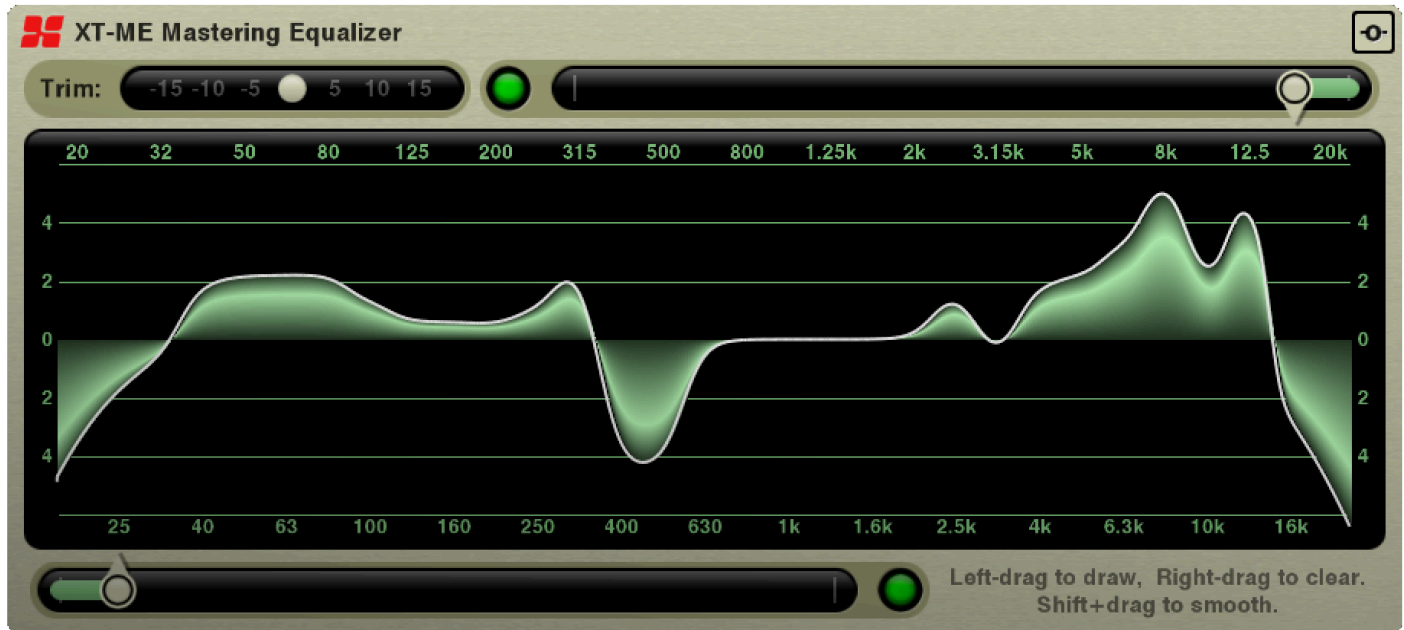 XT-ME Mastering Equalizer
-O-
Trim: -15 -10 -5 5 10 15
20 32 50 80 125 200 315 500 800 1.25k 2k 3.15k 5k 8k 12.5 20k
4 4
2 2
0 0
2 2
4 4
25 40 63 100 160 250 400 630 1k 1.6k 2.5k 4k 6.3k 10k 16k
Left-drag to draw, Right-drag to clear.
Shift+drag to smooth.